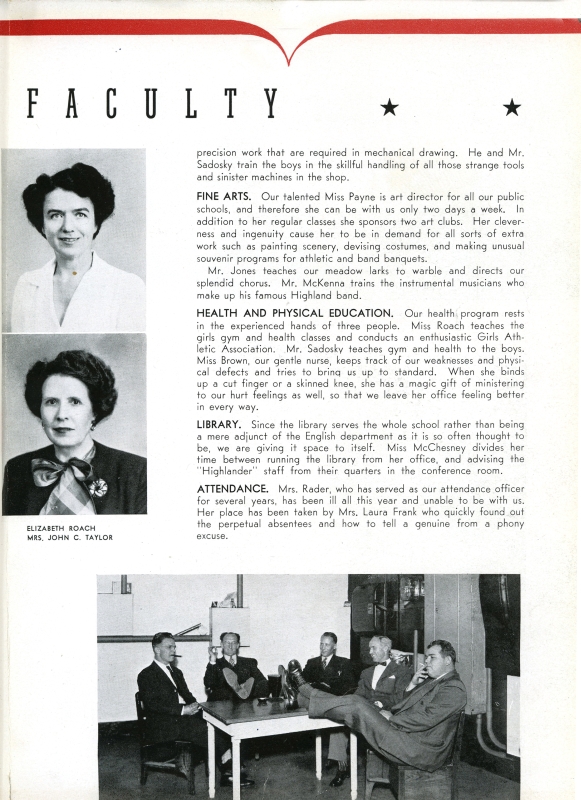 FACULTY
precision work that are required in mechanical drawing. He and Mr.
Sadosky train the boys in the skillful handling of all those strange tools
and sinister machines in the shop.
FINE ARTS. Our talented Miss Payne is art director for all our public
schools, and therefore she can be with us only two days a week. In
addition to her regular classes she sponsors two art clubs. Her clever-
ness and ingenuity cause her to be in demand for all sorts of extra
work such as painting scenery, devising costumes, and making unusual
souvenir programs for athletic and band banquets.
Mr. Jones teaches our meadow larks to warble and directs our
splendid chorus. Mr. McKenna trains the instrumental musicians who
make up his famous Highland band.
HEALTH AND PHYSICAL EDUCATION. Our health program rests
in the experienced hands of three people. Miss Roach teaches the
girls gym and health classes and conducts an enthusiastic Girls Ath-
letic Association. Mr. Sadosky teaches gym and health to the boys.
Miss Brown, our gentle nurse, keeps track of our weaknesses and physi-
cal defects and tries to bring us up to standard. When she binds
up a cut finger or a skinned knee, she has a magic gift of ministering
to our hurt feelings as well, so that we leave her office feeling better
in every way.
LIBRARY. Since the library serves the whole school rather than being
a mere adjunct of the English department as it is so often thought to
be, we are giving it space to itself. Miss McChesney divides her
time between running the library from her office, and advising the
"Highlander" staff from their quarters in the conference room.
ATTENDANCE. Mrs. Rader, who has served as our attendance officer
for several years, has been ill all this year and unable to be with us.
Her place has been taken by Mrs. Laura Frank who quickly found out
the perpetual absentees and how to tell a genuine from a phony
excuse.
ELIZABETH ROACH
MRS. JOHN C. TAYLOR